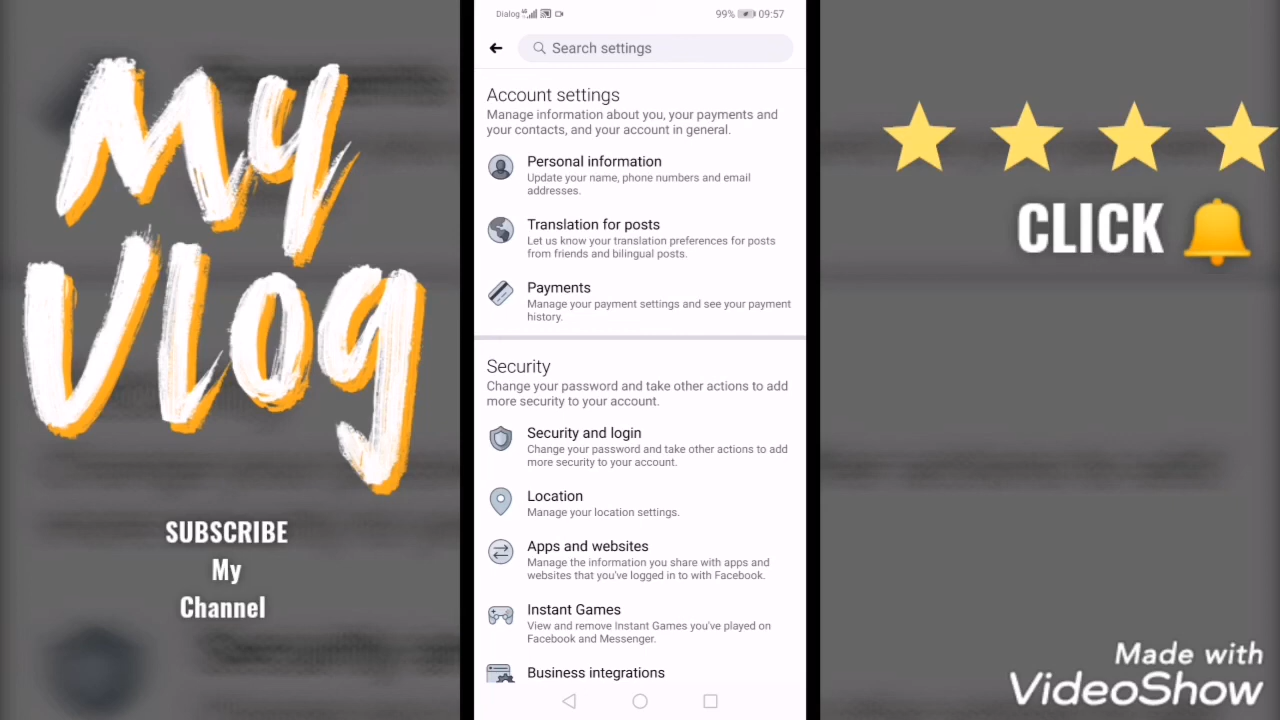 My
Vlog
SUBSCRIBE
My
Channel
Dialog 4G 99% 09:57
Search settings
Account settings
Manage information about you, your payments and
your contacts, and your account in general.
Personal information
Update your name, phone numbers and email
addresses.
Translation for posts
Let us know your translation preferences for posts
from friends and bilingual posts.
Payments
Manage your payment settings and see your payment
history.
Security
Change your password and take other actions to add
more security to your account.
Security and login
Change your password and take other actions to add
more security to your account.
Location
Manage your location settings.
Apps and websites
Manage the information you share with apps and
websites that you've logged in to with Facebook.
Instant Games
View and remove Instant Games you've played on
Facebook and Messenger.
Business integrations
CLICK
Made with
VideoShow